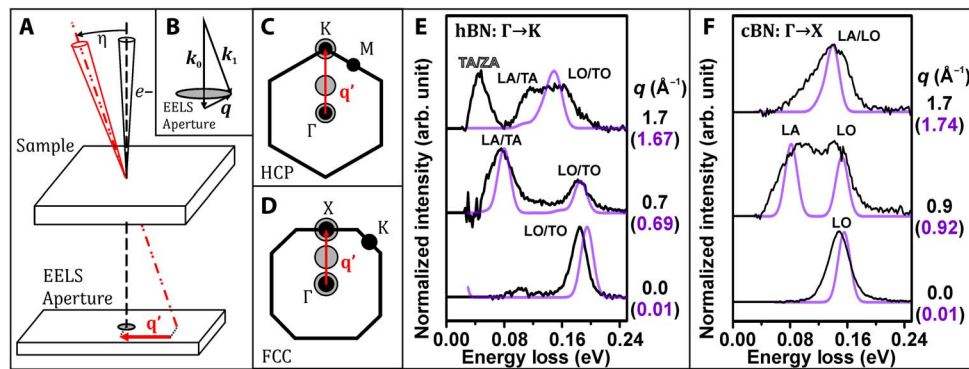 A
η
e−
Sample
EELS
Aperture
q'
B
k₀
k₁
q
EELS
Aperture
C
K
M
q'
Γ
HCP
D
X
K
q'
Γ
FCC
E
hBN: Γ→K
Normalized intensity (arb. unit)
TA/ZA
LA/TA
LO/TO
q (Å⁻¹)
1.7
(1.67)
LA/TA
LO/TO
0.7
(0.69)
LO/TO
0.0
(0.01)
0.00 0.08 0.16 0.24
Energy loss (eV)
F
cBN: Γ→X
Normalized intensity (arb. unit)
LA/LO
q (Å⁻¹)
1.7
(1.74)
LA
LO
0.9
(0.92)
LO
0.0
(0.01)
0.00 0.08 0.16 0.24
Energy loss (eV)